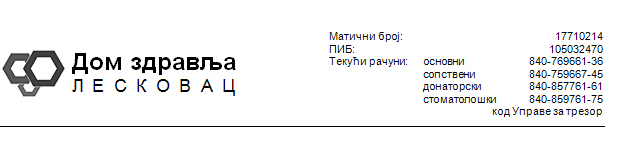 Дом здравља
ЛЕСКОВАЦ
Матични број: 17710214
ПИБ: 105032470
Текући рачуни: основни 840-769661-36
сопствени 840-759667-45
донаторски 840-857761-61
стоматолошки 840-859761-75
код Управе за трезор